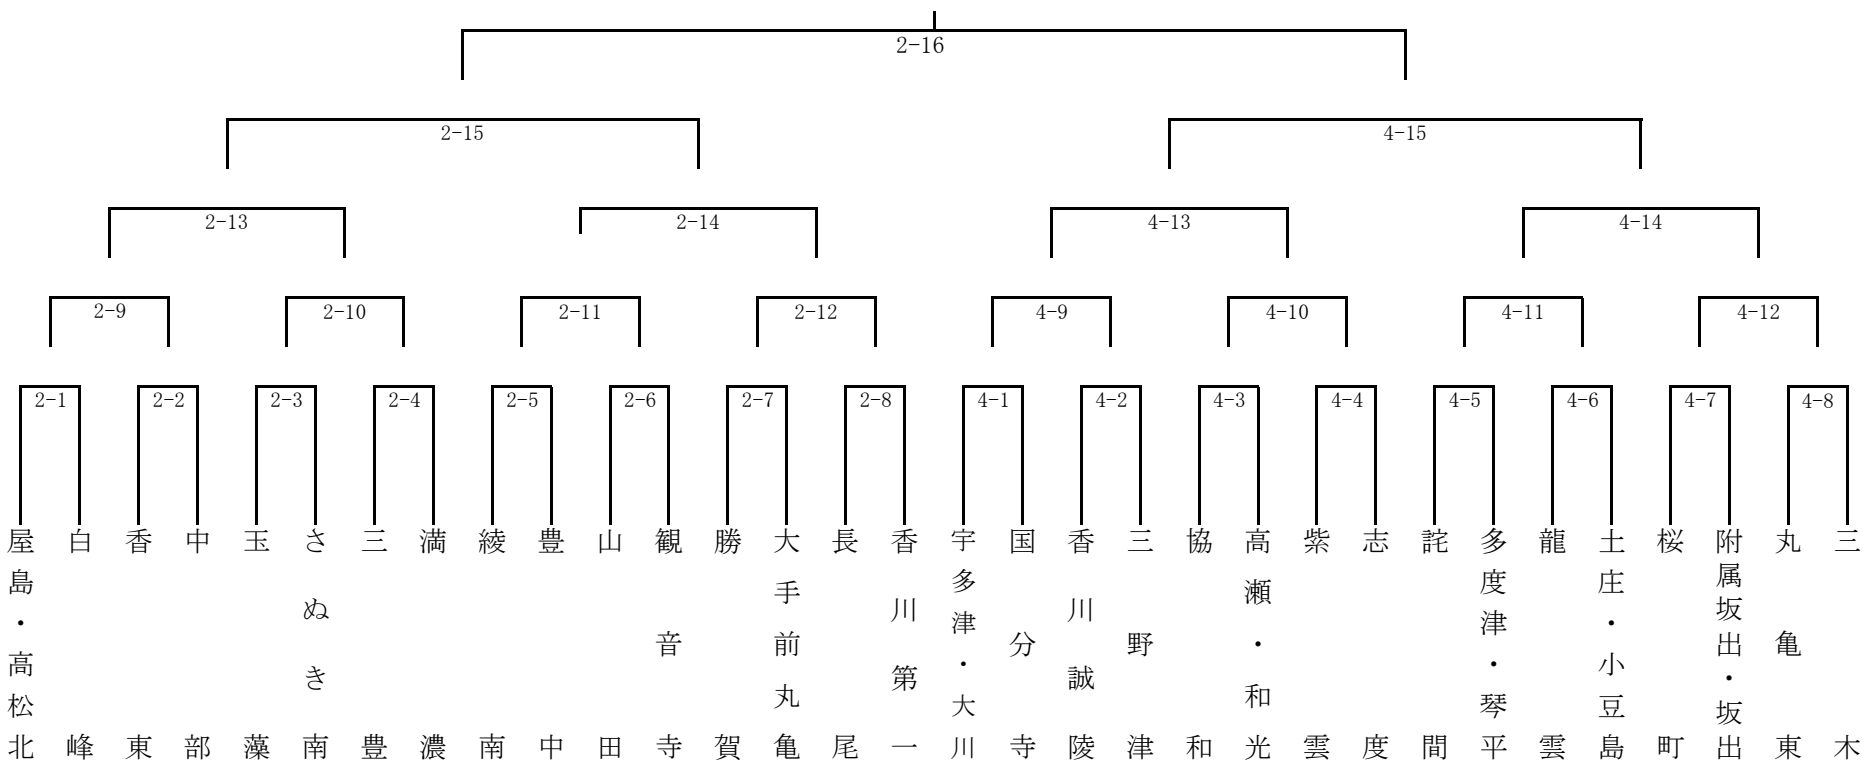 2-16
2-15 4-15
2-13 2-14 4-13 4-14
2-9 2-10 2-11 2-12 4-9 4-10 4-11 4-12
2-1 2-2 2-3 2-4 2-5 2-6 2-7 2-8 4-1 4-2 4-3 4-4 4-5 4-6 4-7 4-8
屋島・高松北
白峰
香東
中部
玉藻
さぬき南
三豊
満濃
綾南
豊中
山田
観音寺
勝賀
大手前丸亀
長尾
香川第一
宇多津・大川
国分寺
香川誠陵
三野津
協和
高瀬・和光
紫雲
志度
詫間
多度津・琴平
龍雲
土庄・小豆島
桜町
附属坂出・坂出
丸亀東
三木